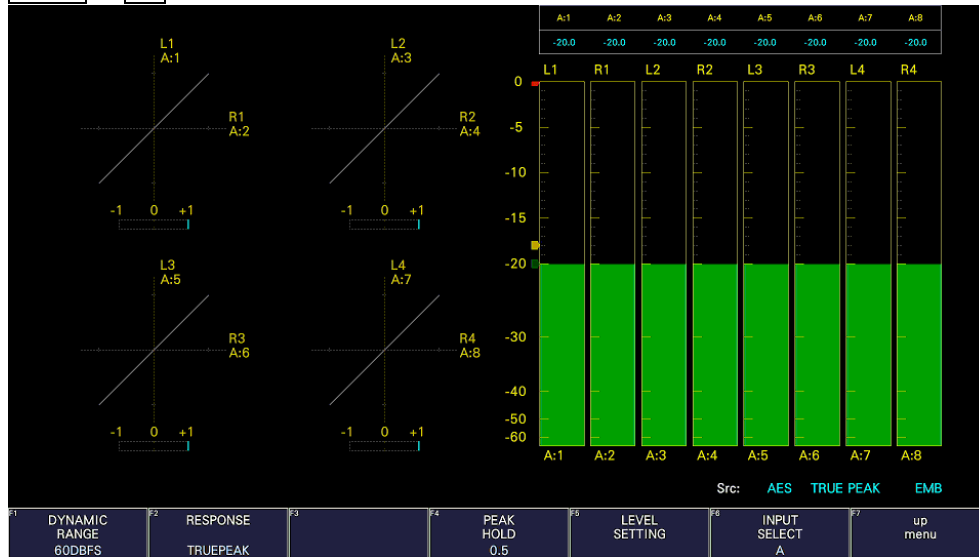 A:1 A:2 A:3 A:4 A:5 A:6 A:7 A:8
-20.0 -20.0 -20.0 -20.0 -20.0 -20.0 -20.0 -20.0
L1
A:1
R1
A:2
-1 0 +1
L2
A:3
R2
A:4
-1 0 +1
L3
A:5
R3
A:6
-1 0 +1
L4
A:7
R4
A:8
-1 0 +1
L1 R1 L2 R2 L3 R3 L4 R4
0
-5
-10
-15
-20
-30
-40
-50
-60
A:1 A:2 A:3 A:4 A:5 A:6 A:7 A:8
Src: AES TRUE PEAK EMB
F1 DYNAMIC RANGE 60DBFS
F2 RESPONSE TRUEPEAK
F3
F4 PEAK HOLD 0.5
F5 LEVEL SETTING
F6 INPUT SELECT A
F7 up menu